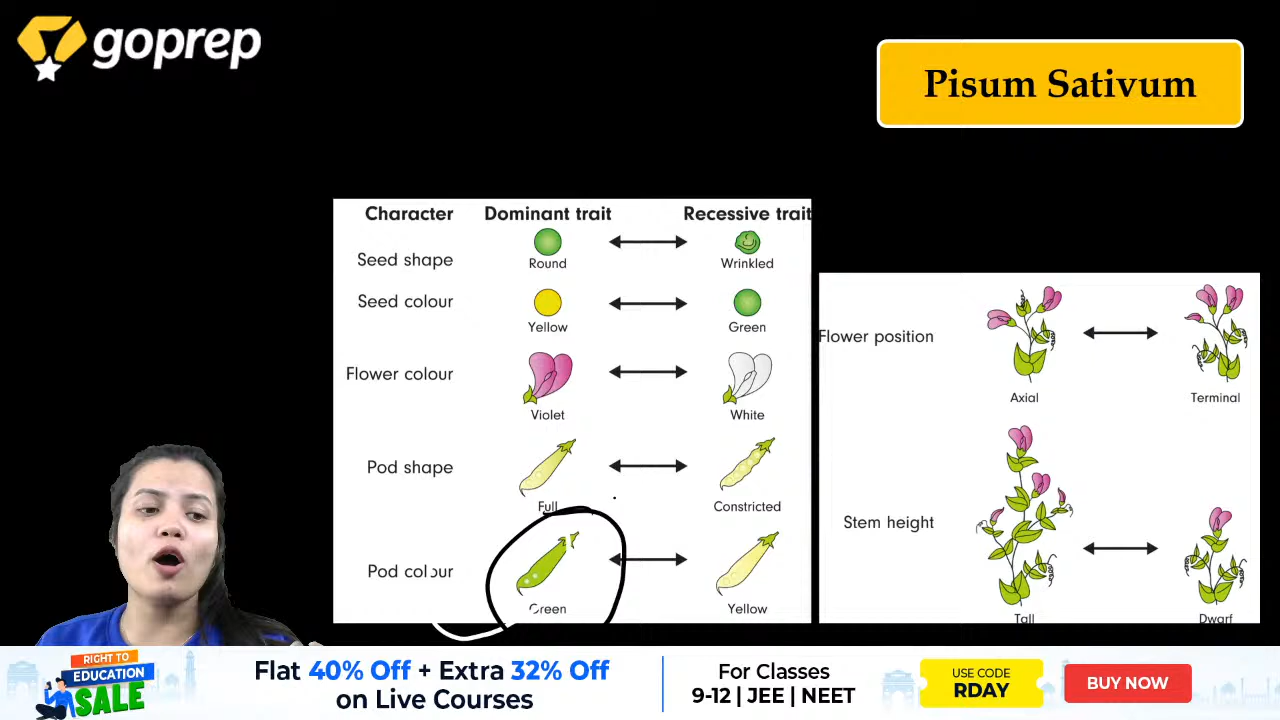 goprep
Pisum Sativum
Character Dominant trait Recessive trait
Seed shape Round Wrinkled
Seed colour Yellow Green
Flower colour Violet White
Pod shape Full Constricted
Pod colour Green Yellow
Flower position Axial Terminal
Stem height Tall Dwarf
RIGHT TO
EDUCATION
SALE
Flat 40% Off + Extra 32% Off
on Live Courses
For Classes
9-12 | JEE | NEET
USE CODE
RDAY
BUY NOW